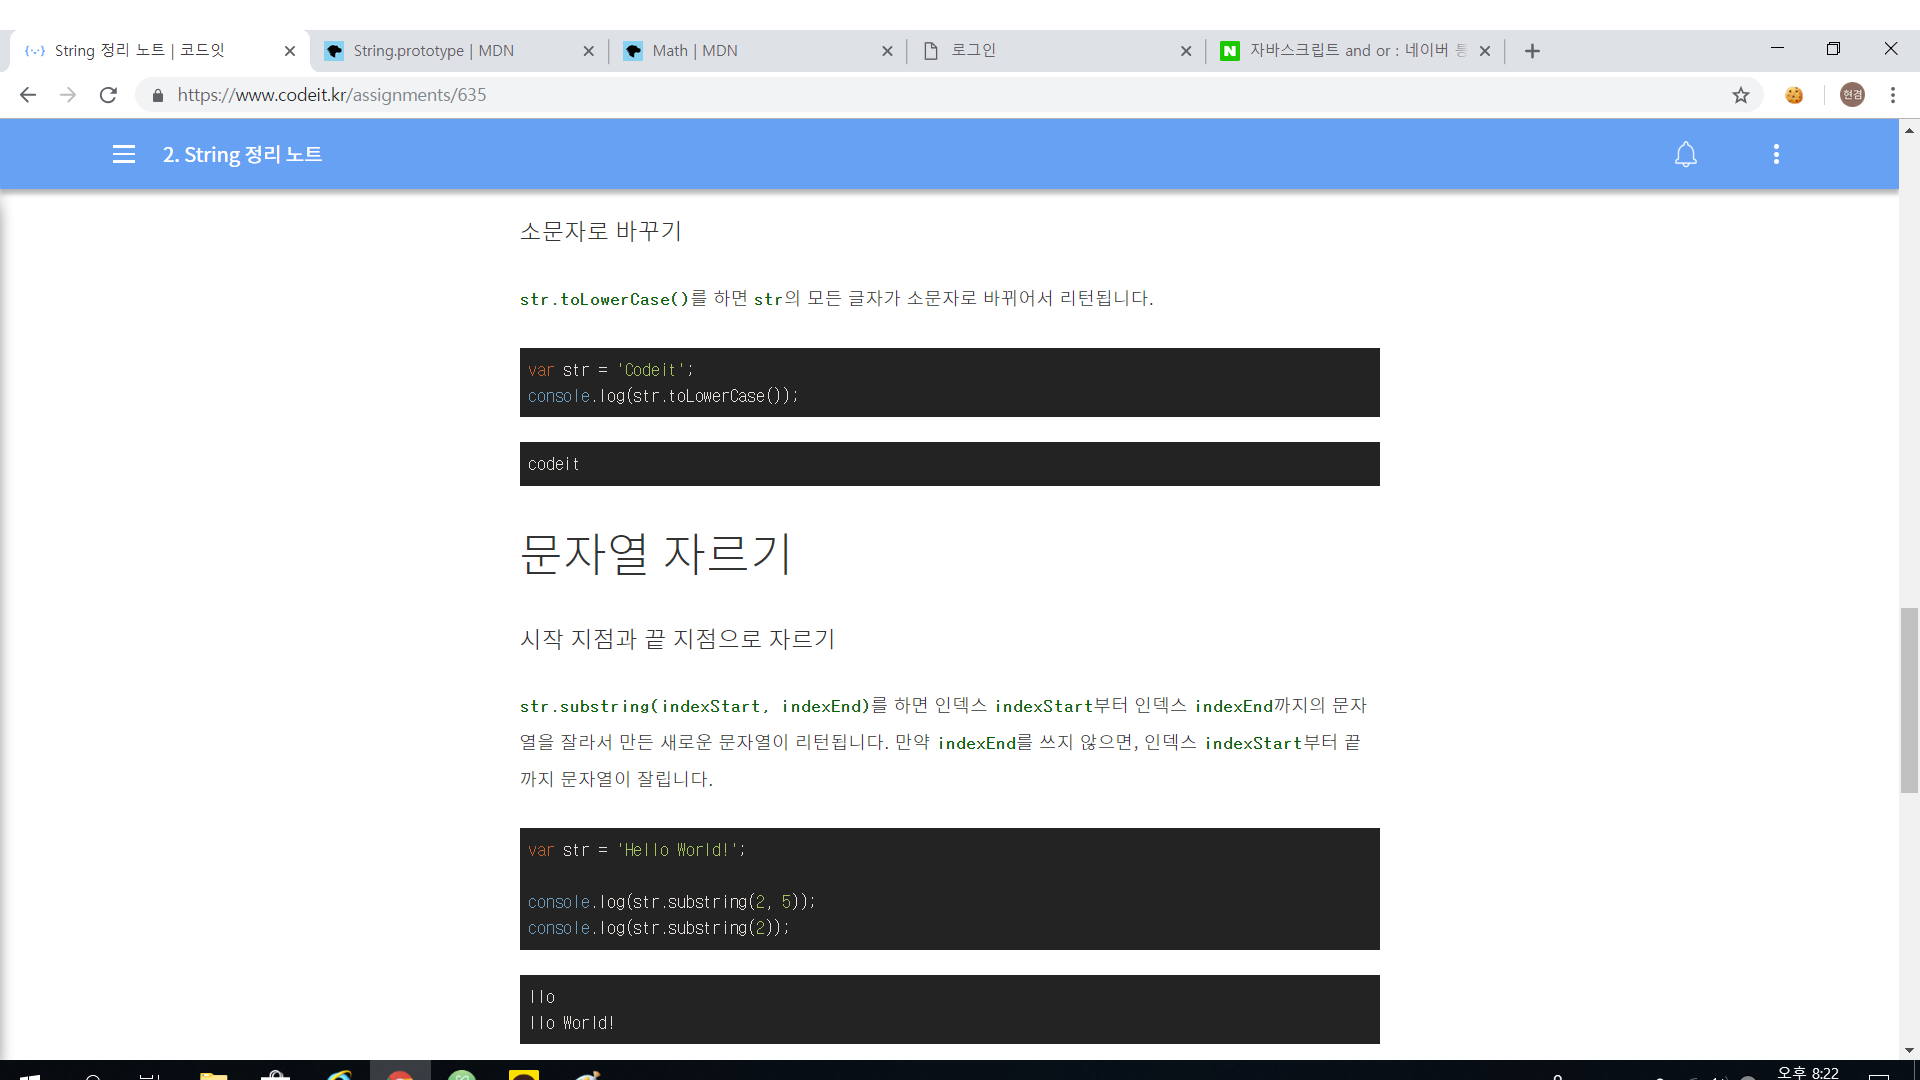 String 정리 노트 | 코드잇
String.prototype | MDN
Math | MDN
로그인
자바스크립트 and or : 네이버
https://www.codeit.kr/assignments/635
현겸
2. String 정리 노트
소문자로 바꾸기
str.toLowerCase()를 하면 str의 모든 글자가 소문자로 바뀌어서 리턴됩니다.
var str = 'Codeit';
console.log(str.toLowerCase());
codeit
문자열 자르기
시작 지점과 끝 지점으로 자르기
str.substring(indexStart, indexEnd)를 하면 인덱스 indexStart부터 인덱스 indexEnd까지의 문자
열을 잘라서 만든 새로운 문자열이 리턴됩니다. 만약 indexEnd를 쓰지 않으면, 인덱스 indexStart부터 끝
까지 문자열이 잘립니다.
var str = 'Hello World!';
console.log(str.substring(2, 5));
console.log(str.substring(2));
llo
llo World!
오후 8:22